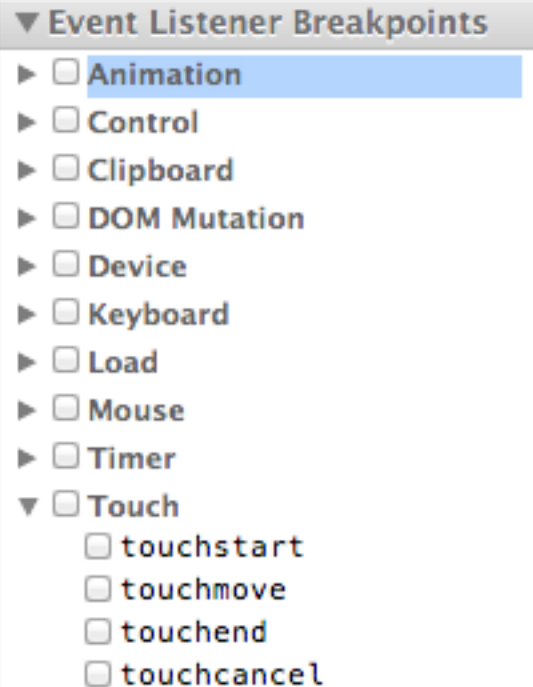 Event Listener Breakpoints
Animation
Control
Clipboard
DOM Mutation
Device
Keyboard
Load
Mouse
Timer
Touch
touchstart
touchmove
touchend
touchcancel